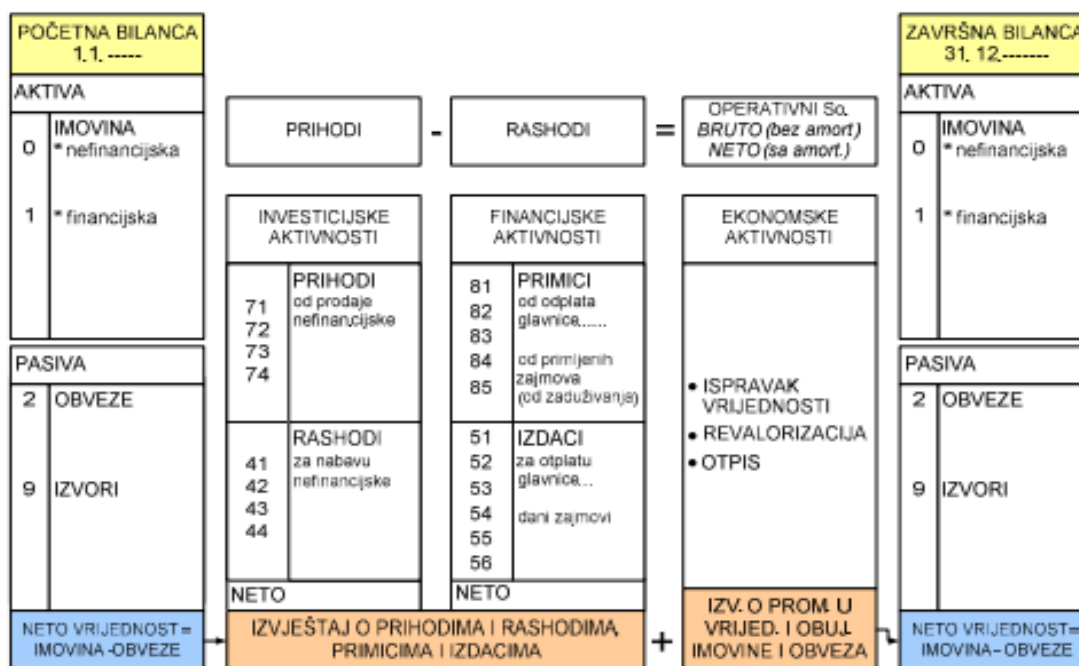 POČETNA BILANCA
1.1. -----
AKTIVA
0 IMOVINA
* nefinancijska
1 * financijska
PASIVA
2 OBVEZE
9 IZVORI
NETO VRIJEDNOST=
IMOVINA -OBVEZE
PRIHODI
-
RASHODI
=
OPERATIVNI So.
BRUTO (bez amort)
NETO (sa amort.)
INVESTICIJSKE
AKTIVNOSTI
71
72
73
74
PRIHODI
od prodaje
nefinancijske
41
42
43
44
RASHODI
za nabavu
nefinancijske
NETO
FINANCIJSKE
AKTIVNOSTI
81
82
83
84
85
PRIMICI
od odplata
glavnice......
od primljenih
zajmova
(od zaduživanja)
51
52
53
54
55
56
IZDACI
za otplatu
glavnice...
dani zajmovi
NETO
IZVJEŠTAJ O PRIHODIMA I RASHODIMA,
PRIMICIMA I IZDACIMA
+
EKONOMSKE
AKTIVNOSTI
• ISPRAVAK
VRIJEDNOSTI
• REVALORIZACIJA
• OTPIS
IZV. O PROM. U
VRIJED. I OBUJ.
IMOVINE I OBVEZA
ZAVRŠNA BILANCA
31. 12.-------
AKTIVA
0 IMOVINA
* nefinancijska
1 * financijska
PASIVA
2 OBVEZE
9 IZVORI
NETO VRIJEDNOST=
IMOVINA- OBVEZE